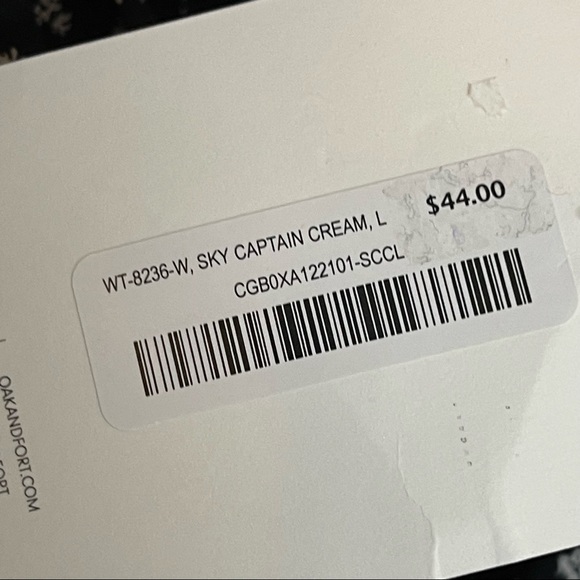 $44.00
WT-8236-W, SKY CAPTAIN CREAM, L
CGB0XA122101-SCCL
OAKANDFORT.COM